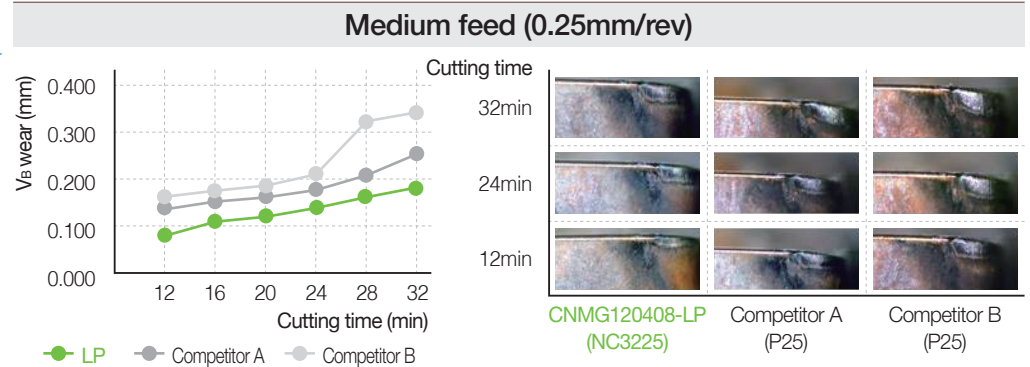 Medium feed (0.25mm/rev)
VB wear (mm)
0.400
0.300
0.200
0.100
0.000
12 16 20 24 28 32
Cutting time (min)
LP Competitor A Competitor B
Cutting time
32min
24min
12min
CNMG120408-LP Competitor A Competitor B
(NC3225) (P25) (P25)